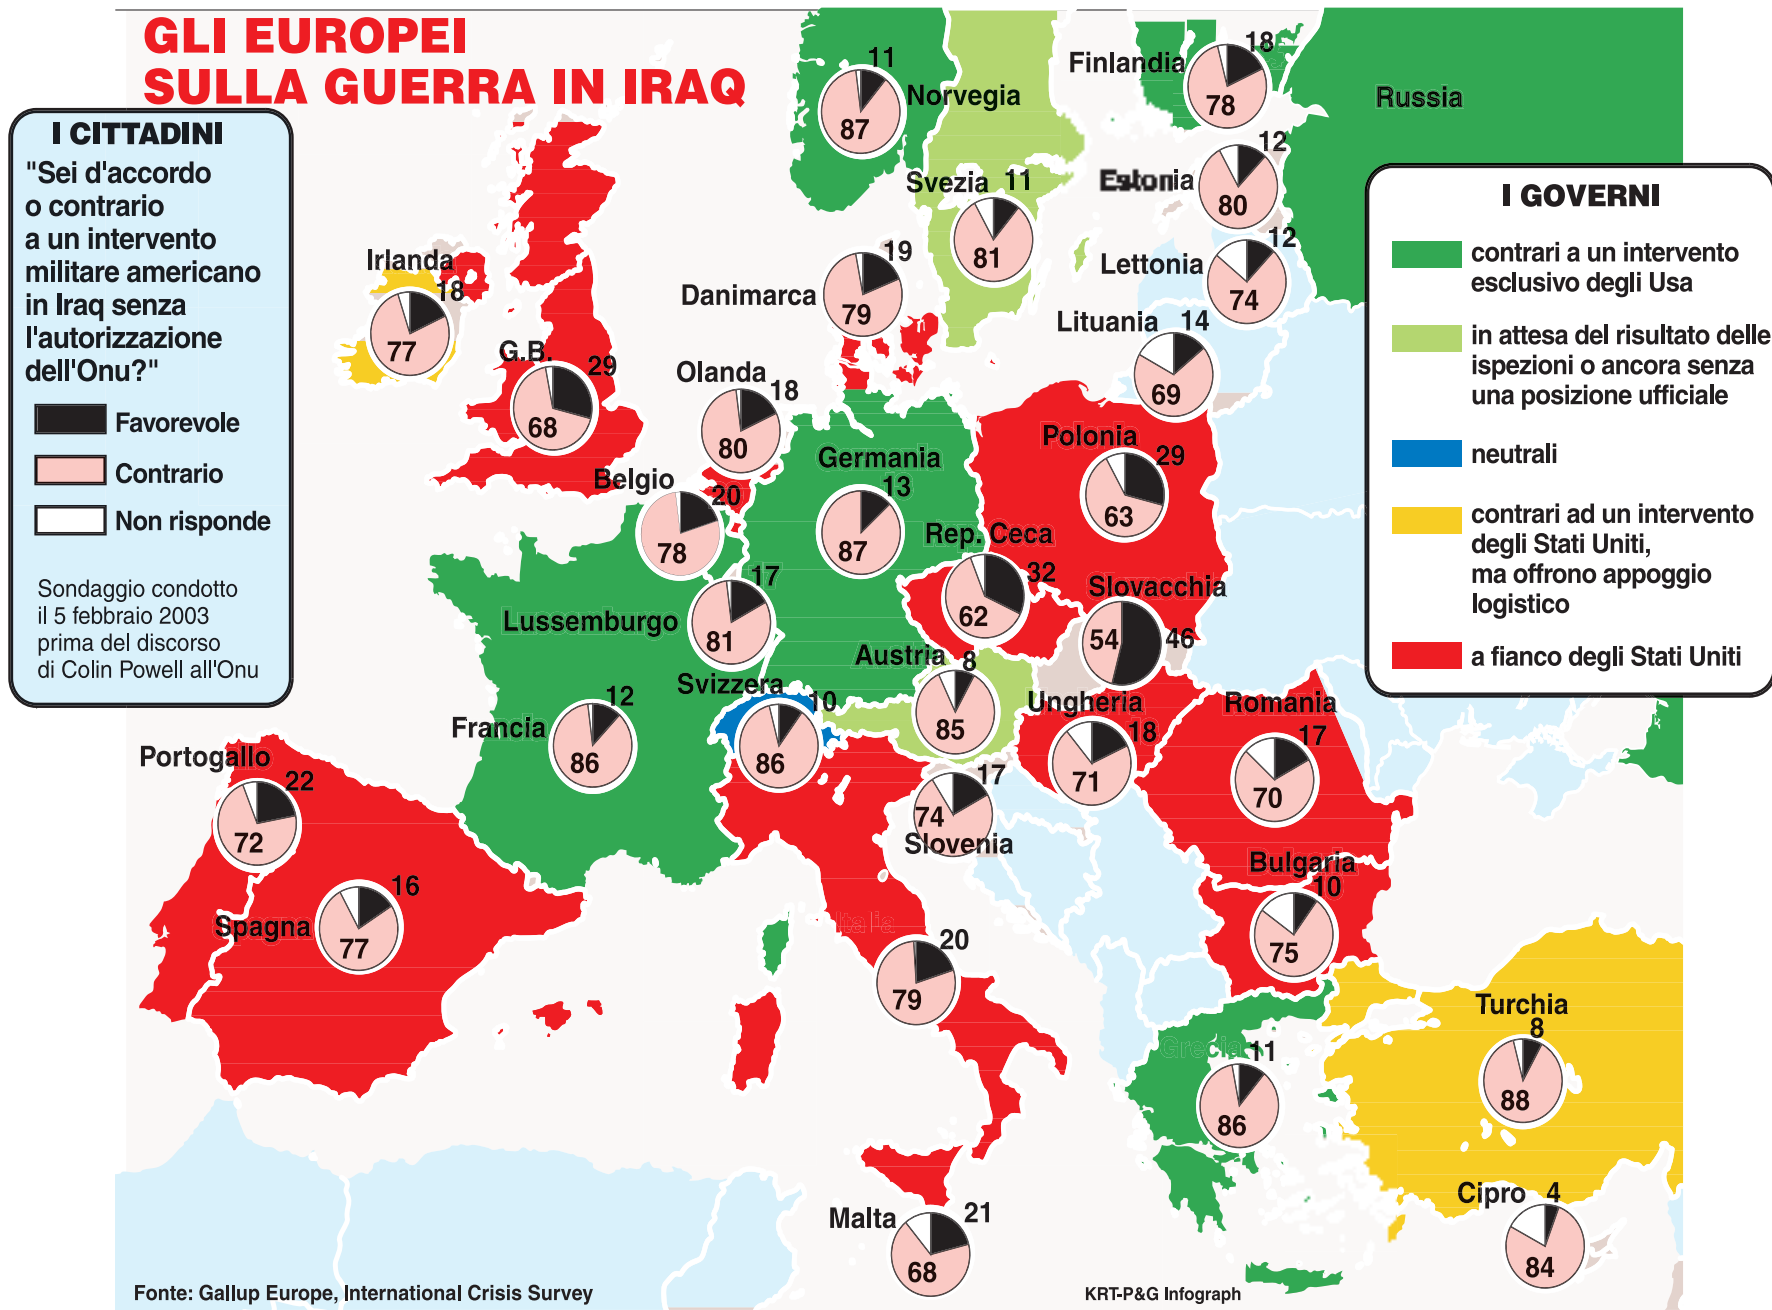 GLI EUROPEI
SULLA GUERRA IN IRAQ
I CITTADINI
"Sei d'accordo
o contrario
a un intervento
militare americano
in Iraq senza
l'autorizzazione
dell'Onu?"
Favorevole
Contrario
Non risponde
Sondaggio condotto
il 5 febbraio 2003
prima del discorso
di Colin Powell all'Onu
I GOVERNI
contrari a un intervento
esclusivo degli Usa
in attesa del risultato delle
ispezioni o ancora senza
una posizione ufficiale
neutrali
contrari ad un intervento
degli Stati Uniti,
ma offrono appoggio
logistico
a fianco degli Stati Uniti
Norvegia
11
87
Finlandia
18
78
Russia
Svezia
11
81
Estonia
12
80
Irlanda
18
77
Danimarca
19
79
Lettonia
12
74
Lituania
14
69
G.B.
29
68
Olanda
18
80
Belgio
20
78
Germania
13
87
Polonia
29
63
Rep. Ceca
32
62
Slovacchia
54
46
Lussemburgo
17
81
Austria
8
85
Svizzera
10
86
Francia
12
86
Ungheria
18
71
Romania
17
70
Portogallo
22
72
Slovenia
17
74
Bulgaria
10
75
Spagna
16
77
Italia
20
79
Grecia
11
86
Turchia
8
88
Malta
21
68
Cipro
4
84
Fonte: Gallup Europe, International Crisis Survey
KRT-P&G Infograph